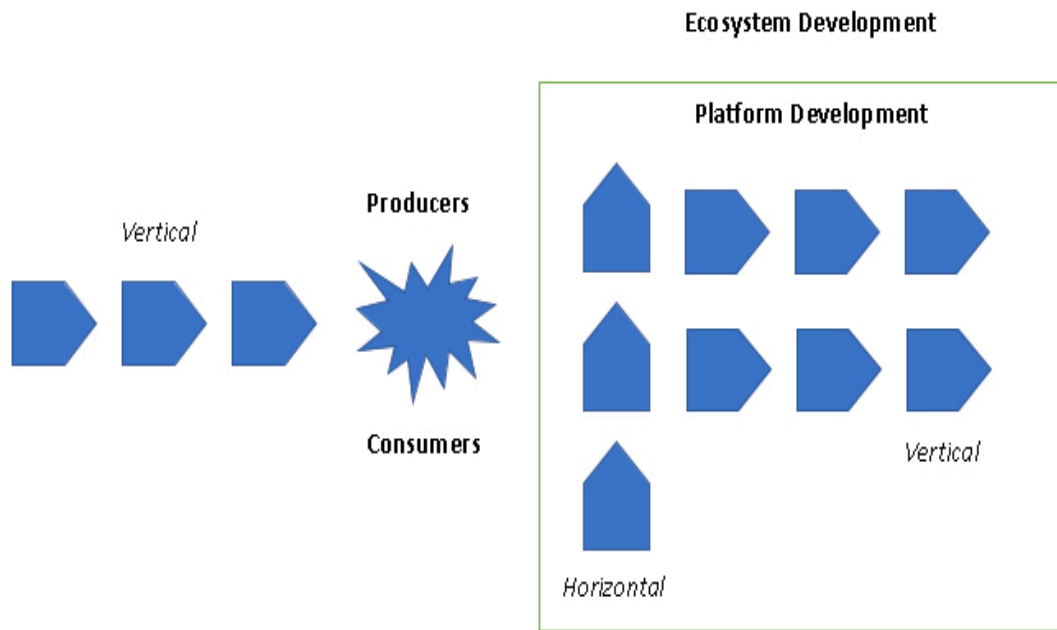 Ecosystem Development
Platform Development
Producers
Vertical
Consumers
Vertical
Horizontal